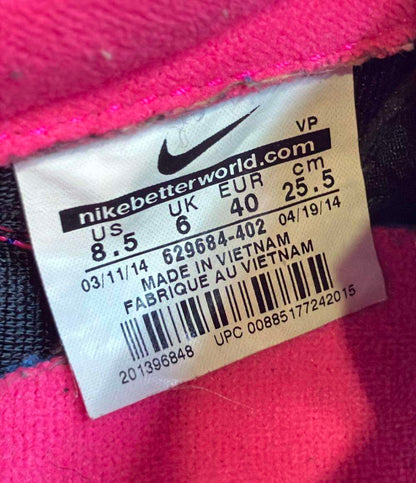 VP
nikebetterworld.com
US UK EUR cm
8.5 6 40 25.5
03/11/14 629684-402 04/19/14
MADE IN VIETNAM
FABRIQUE AU VIETNAM
201396848 UPC 00885177242015